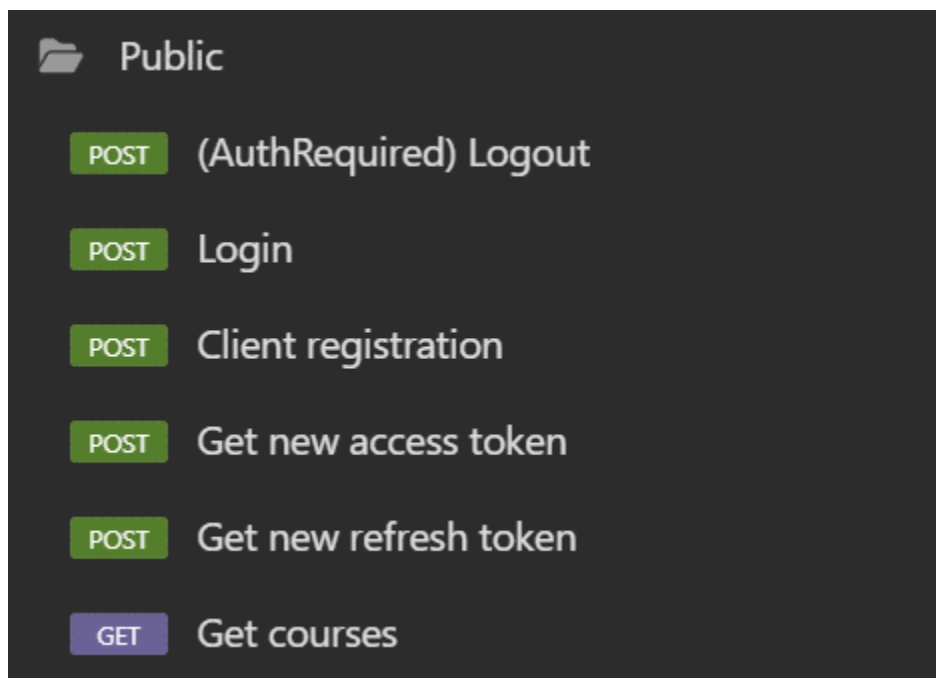 Public
POST (AuthRequired) Logout
POST Login
POST Client registration
POST Get new access token
POST Get new refresh token
GET Get courses